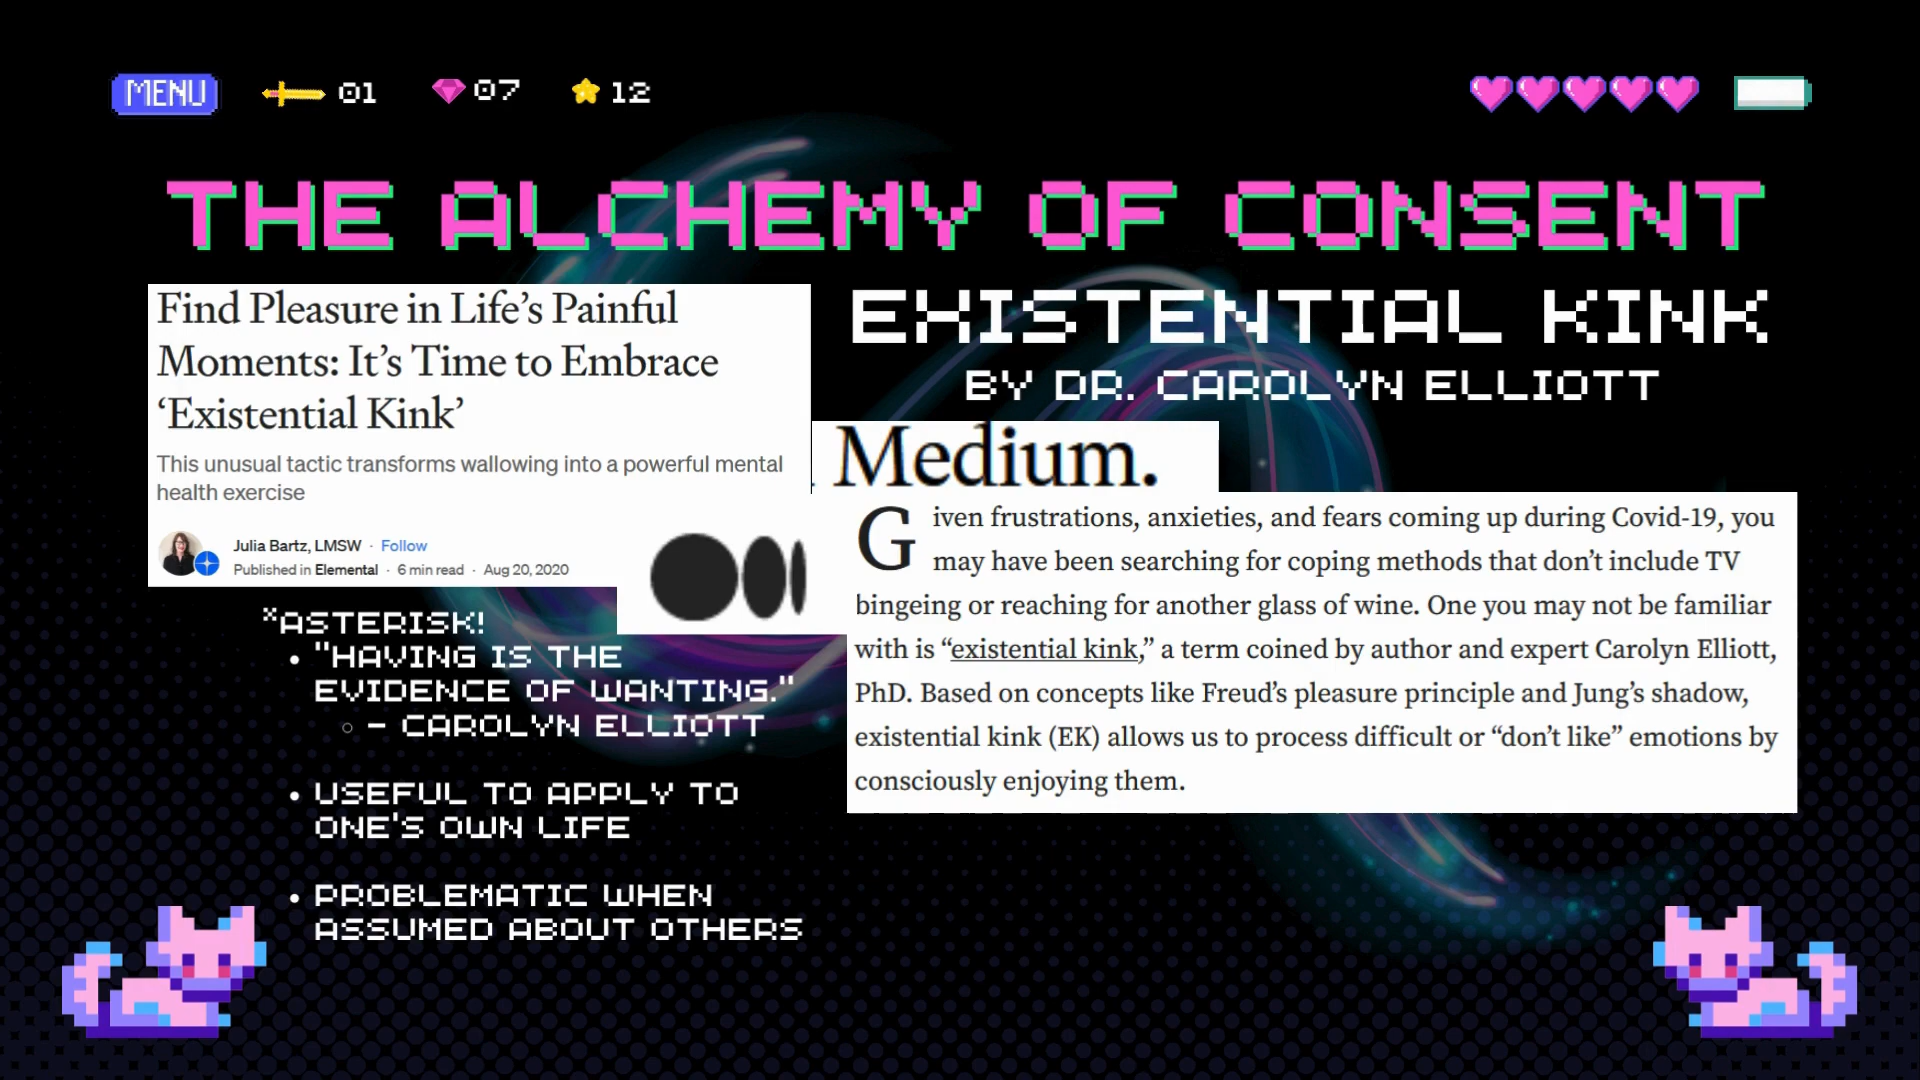 MENU 01 07 12
THE ALCHEMY OF CONSENT
Find Pleasure in Life’s Painful
Moments: It’s Time to Embrace
‘Existential Kink’
This unusual tactic transforms wallowing into a powerful mental
health exercise
Julia Bartz, LMSW · Follow
Published in Elemental · 6 min read · Aug 20, 2020
EXISTENTIAL KINK
BY DR. CAROLYN ELLIOTT
Medium.
Given frustrations, anxieties, and fears coming up during Covid-19, you
may have been searching for coping methods that don’t include TV
bingeing or reaching for another glass of wine. One you may not be familiar
with is “existential kink,” a term coined by author and expert Carolyn Elliott,
PhD. Based on concepts like Freud’s pleasure principle and Jung’s shadow,
existential kink (EK) allows us to process difficult or “don’t like” emotions by
consciously enjoying them.
*ASTERISK!
• "HAVING IS THE
EVIDENCE OF WANTING."
◦ - CAROLYN ELLIOTT
• USEFUL TO APPLY TO
ONE'S OWN LIFE
• PROBLEMATIC WHEN
ASSUMED ABOUT OTHERS